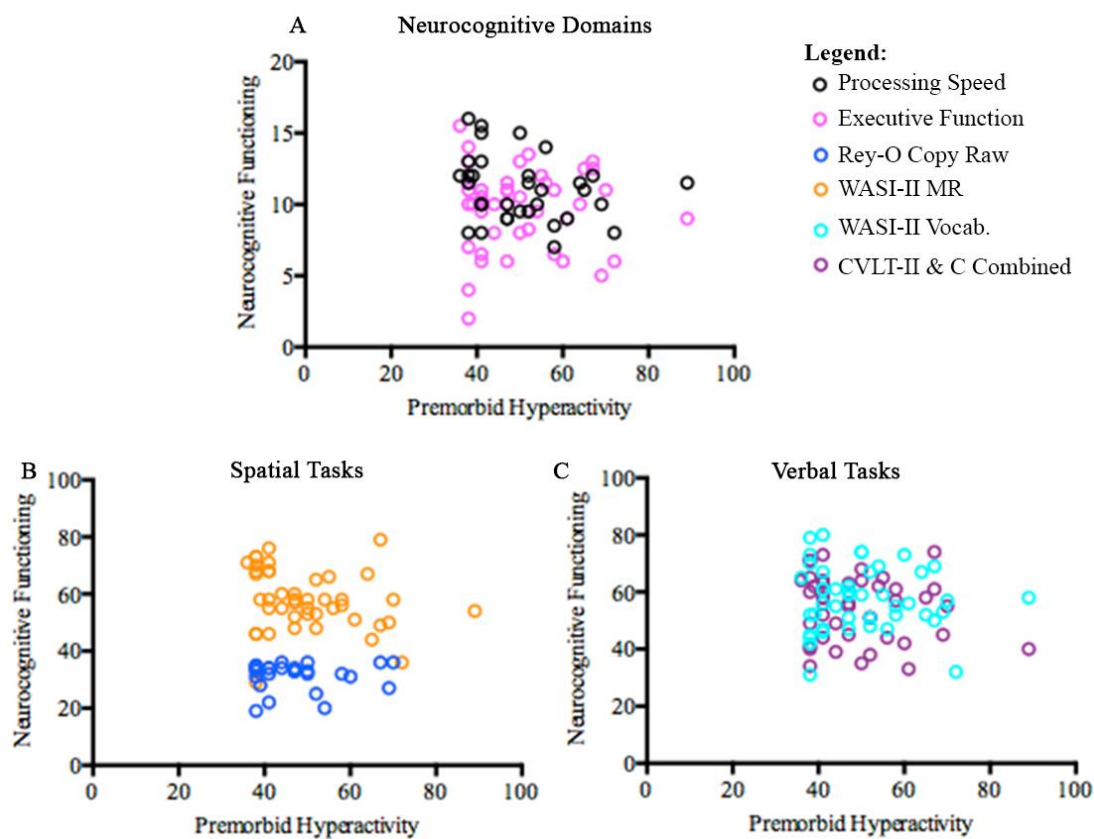 A Neurocognitive Domains
Legend:
Processing Speed
Executive Function
Rey-O Copy Raw
WASI-II MR
WASI-II Vocab.
CVLT-II & C Combined
Neurocognitive Functioning
20
15
10
5
0
0 20 40 60 80 100
Premorbid Hyperactivity
B Spatial Tasks
Neurocognitive Functioning
100
80
60
40
20
0
0 20 40 60 80 100
Premorbid Hyperactivity
C Verbal Tasks
Neurocognitive Functioning
100
80
60
40
20
0
0 20 40 60 80 100
Premorbid Hyperactivity